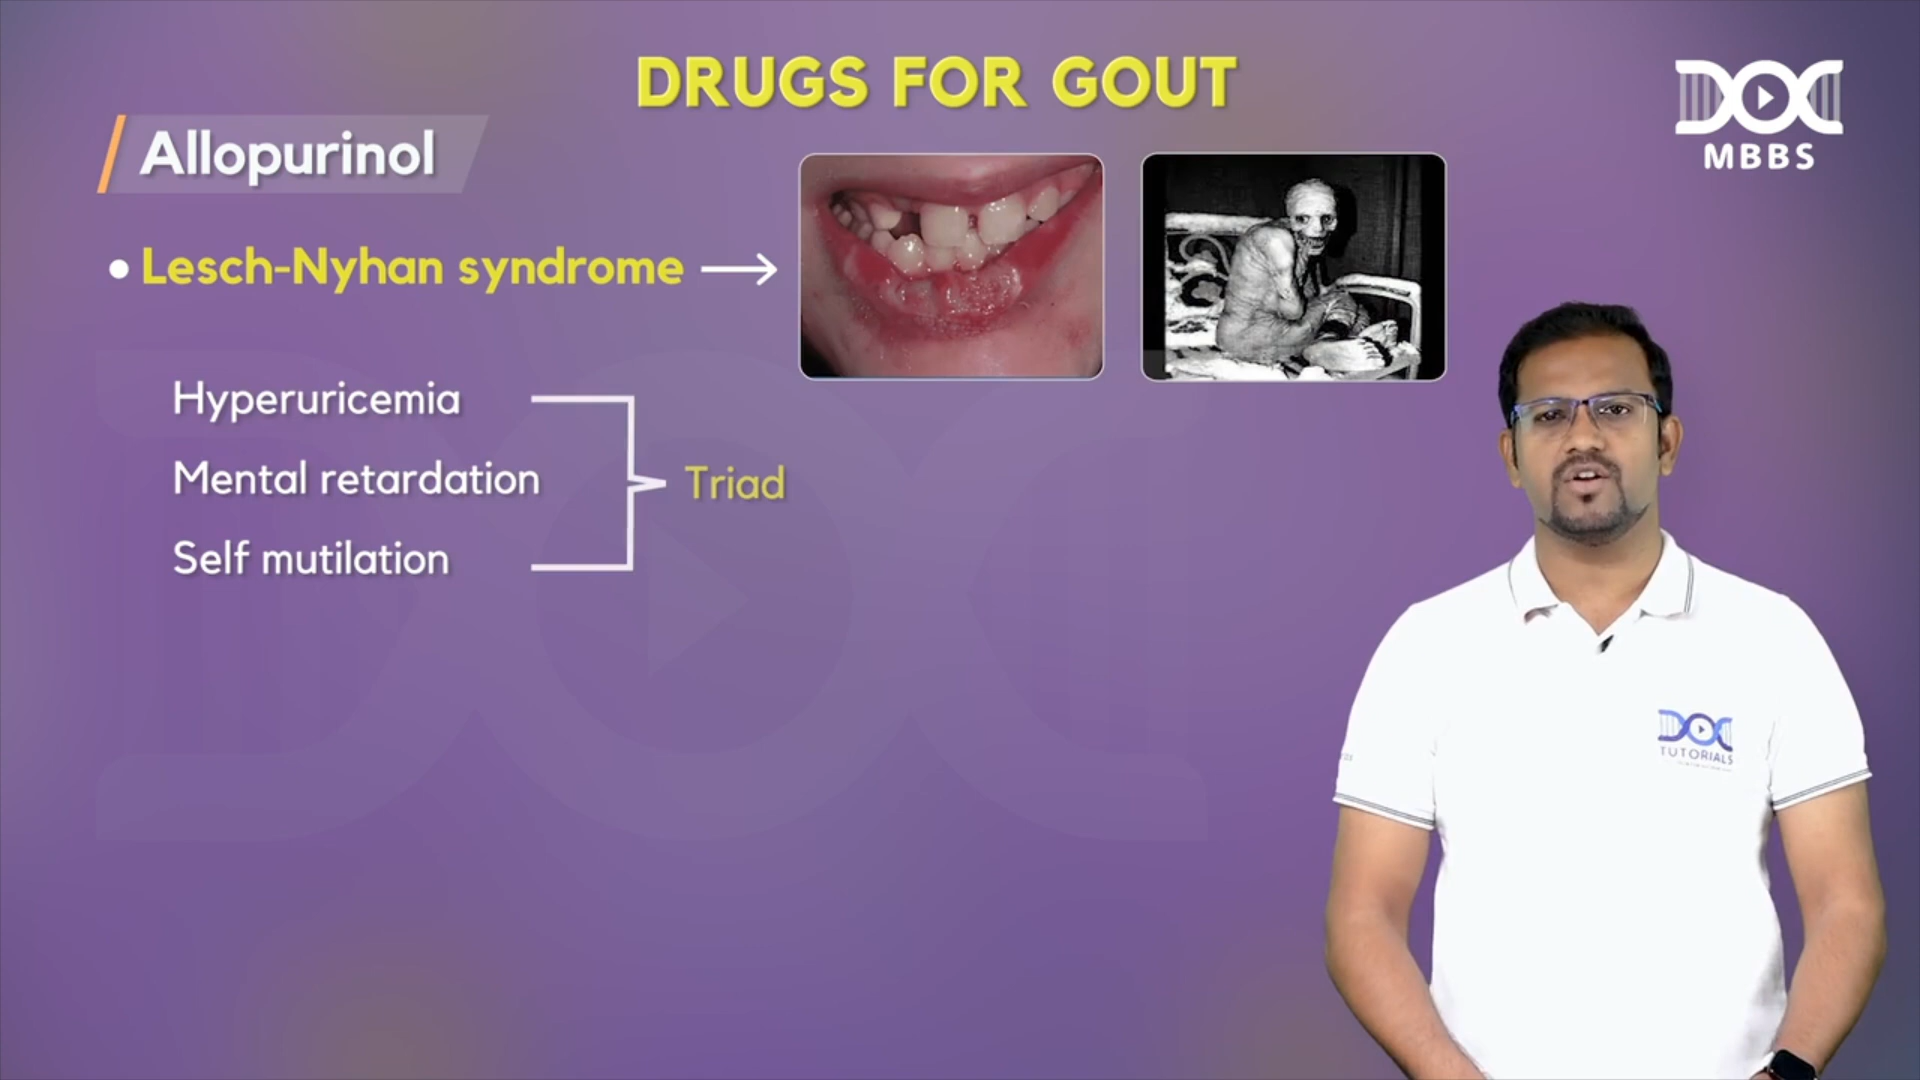 DRUGS FOR GOUT
MBBS
Allopurinol
• Lesch-Nyhan syndrome →
Hyperuricemia
Mental retardation
Self mutilation
Triad
TUTORIALS